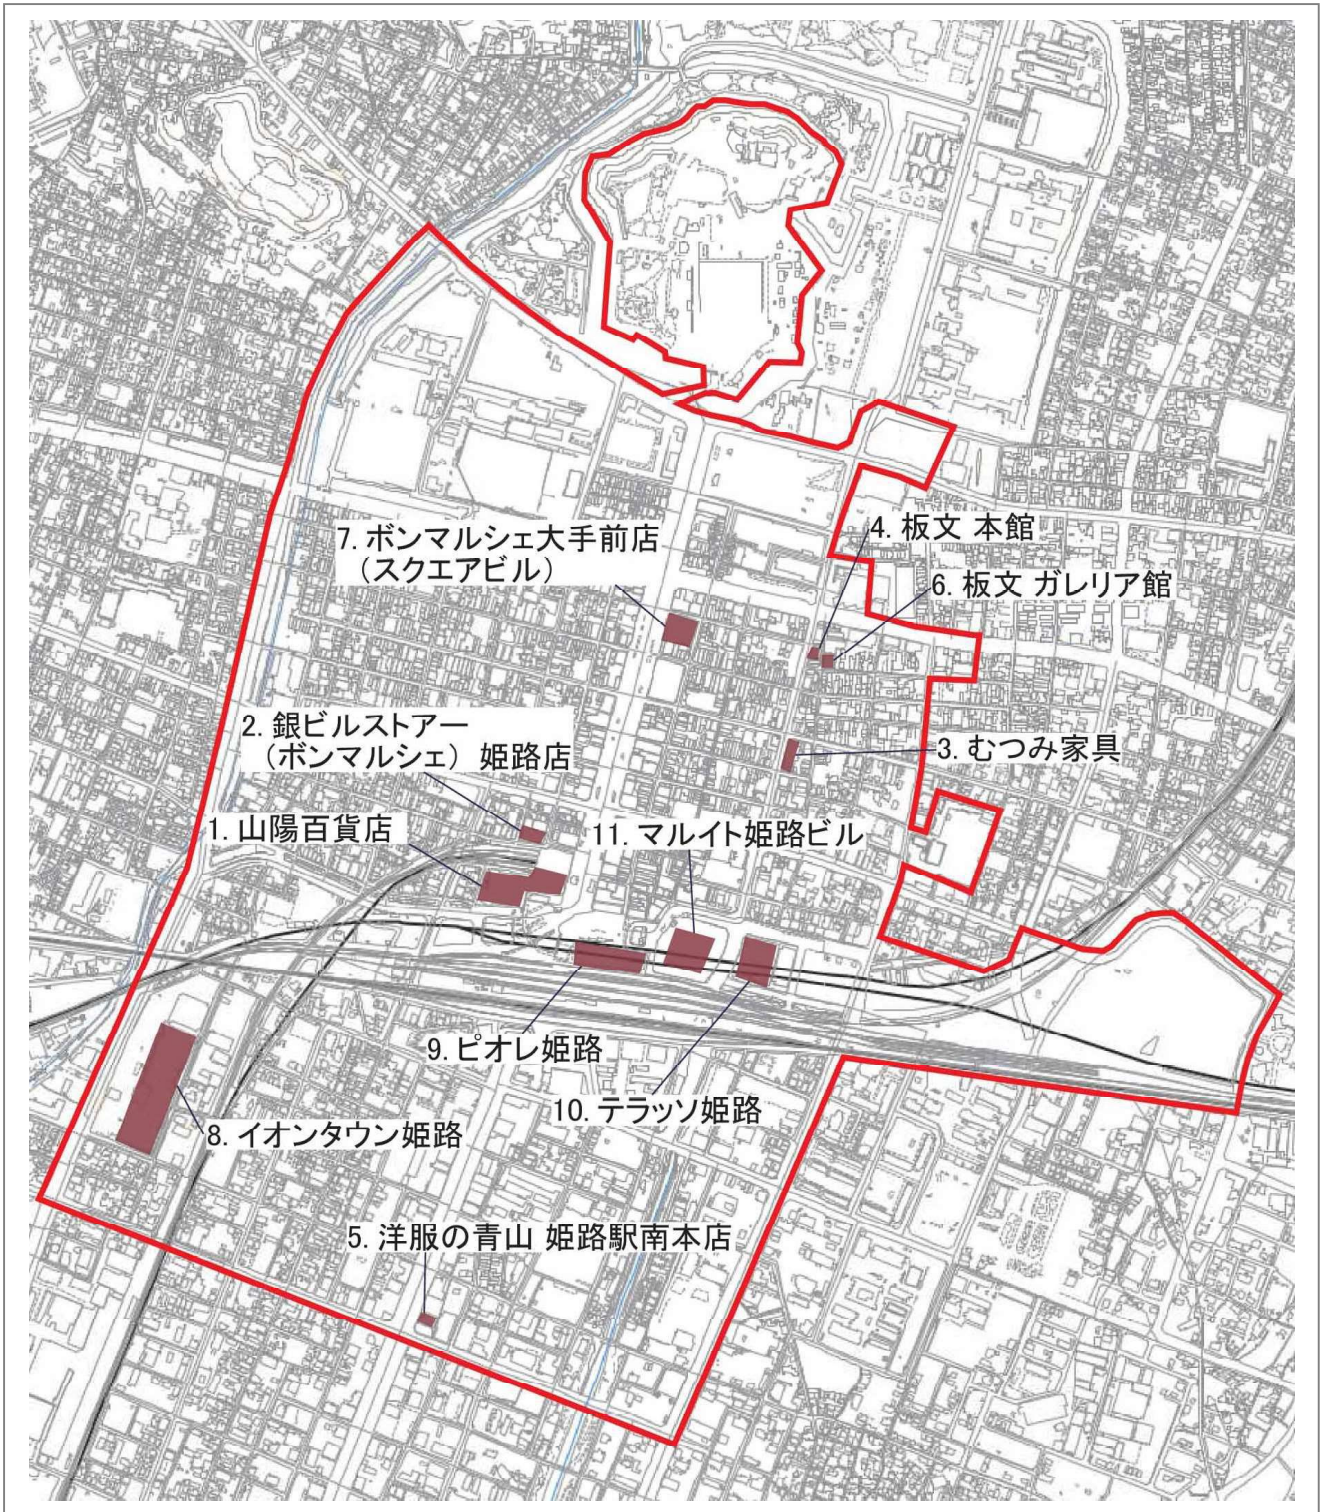 4. 板文 本館
7. ボンマルシェ大手前店
（スクエアビル）
6. 板文 ガレリア館
2. 銀ビルストアー
（ボンマルシェ） 姫路店
3. むつみ家具
1. 山陽百貨店
11. マルイト姫路ビル
9. ピオレ姫路
10. テラッソ姫路
8. イオンタウン姫路
5. 洋服の青山 姫路駅南本店